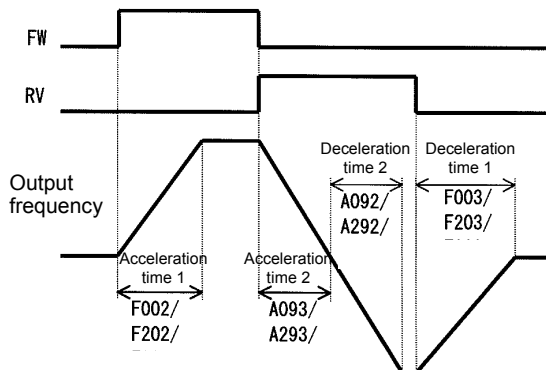 FW
RV
Output
frequency
Acceleration
time 1
F002/
F202/
Acceleration
time 2
A093/
A293/
Deceleration
time 2
A092/
A292/
Deceleration
time 1
F003/
F203/